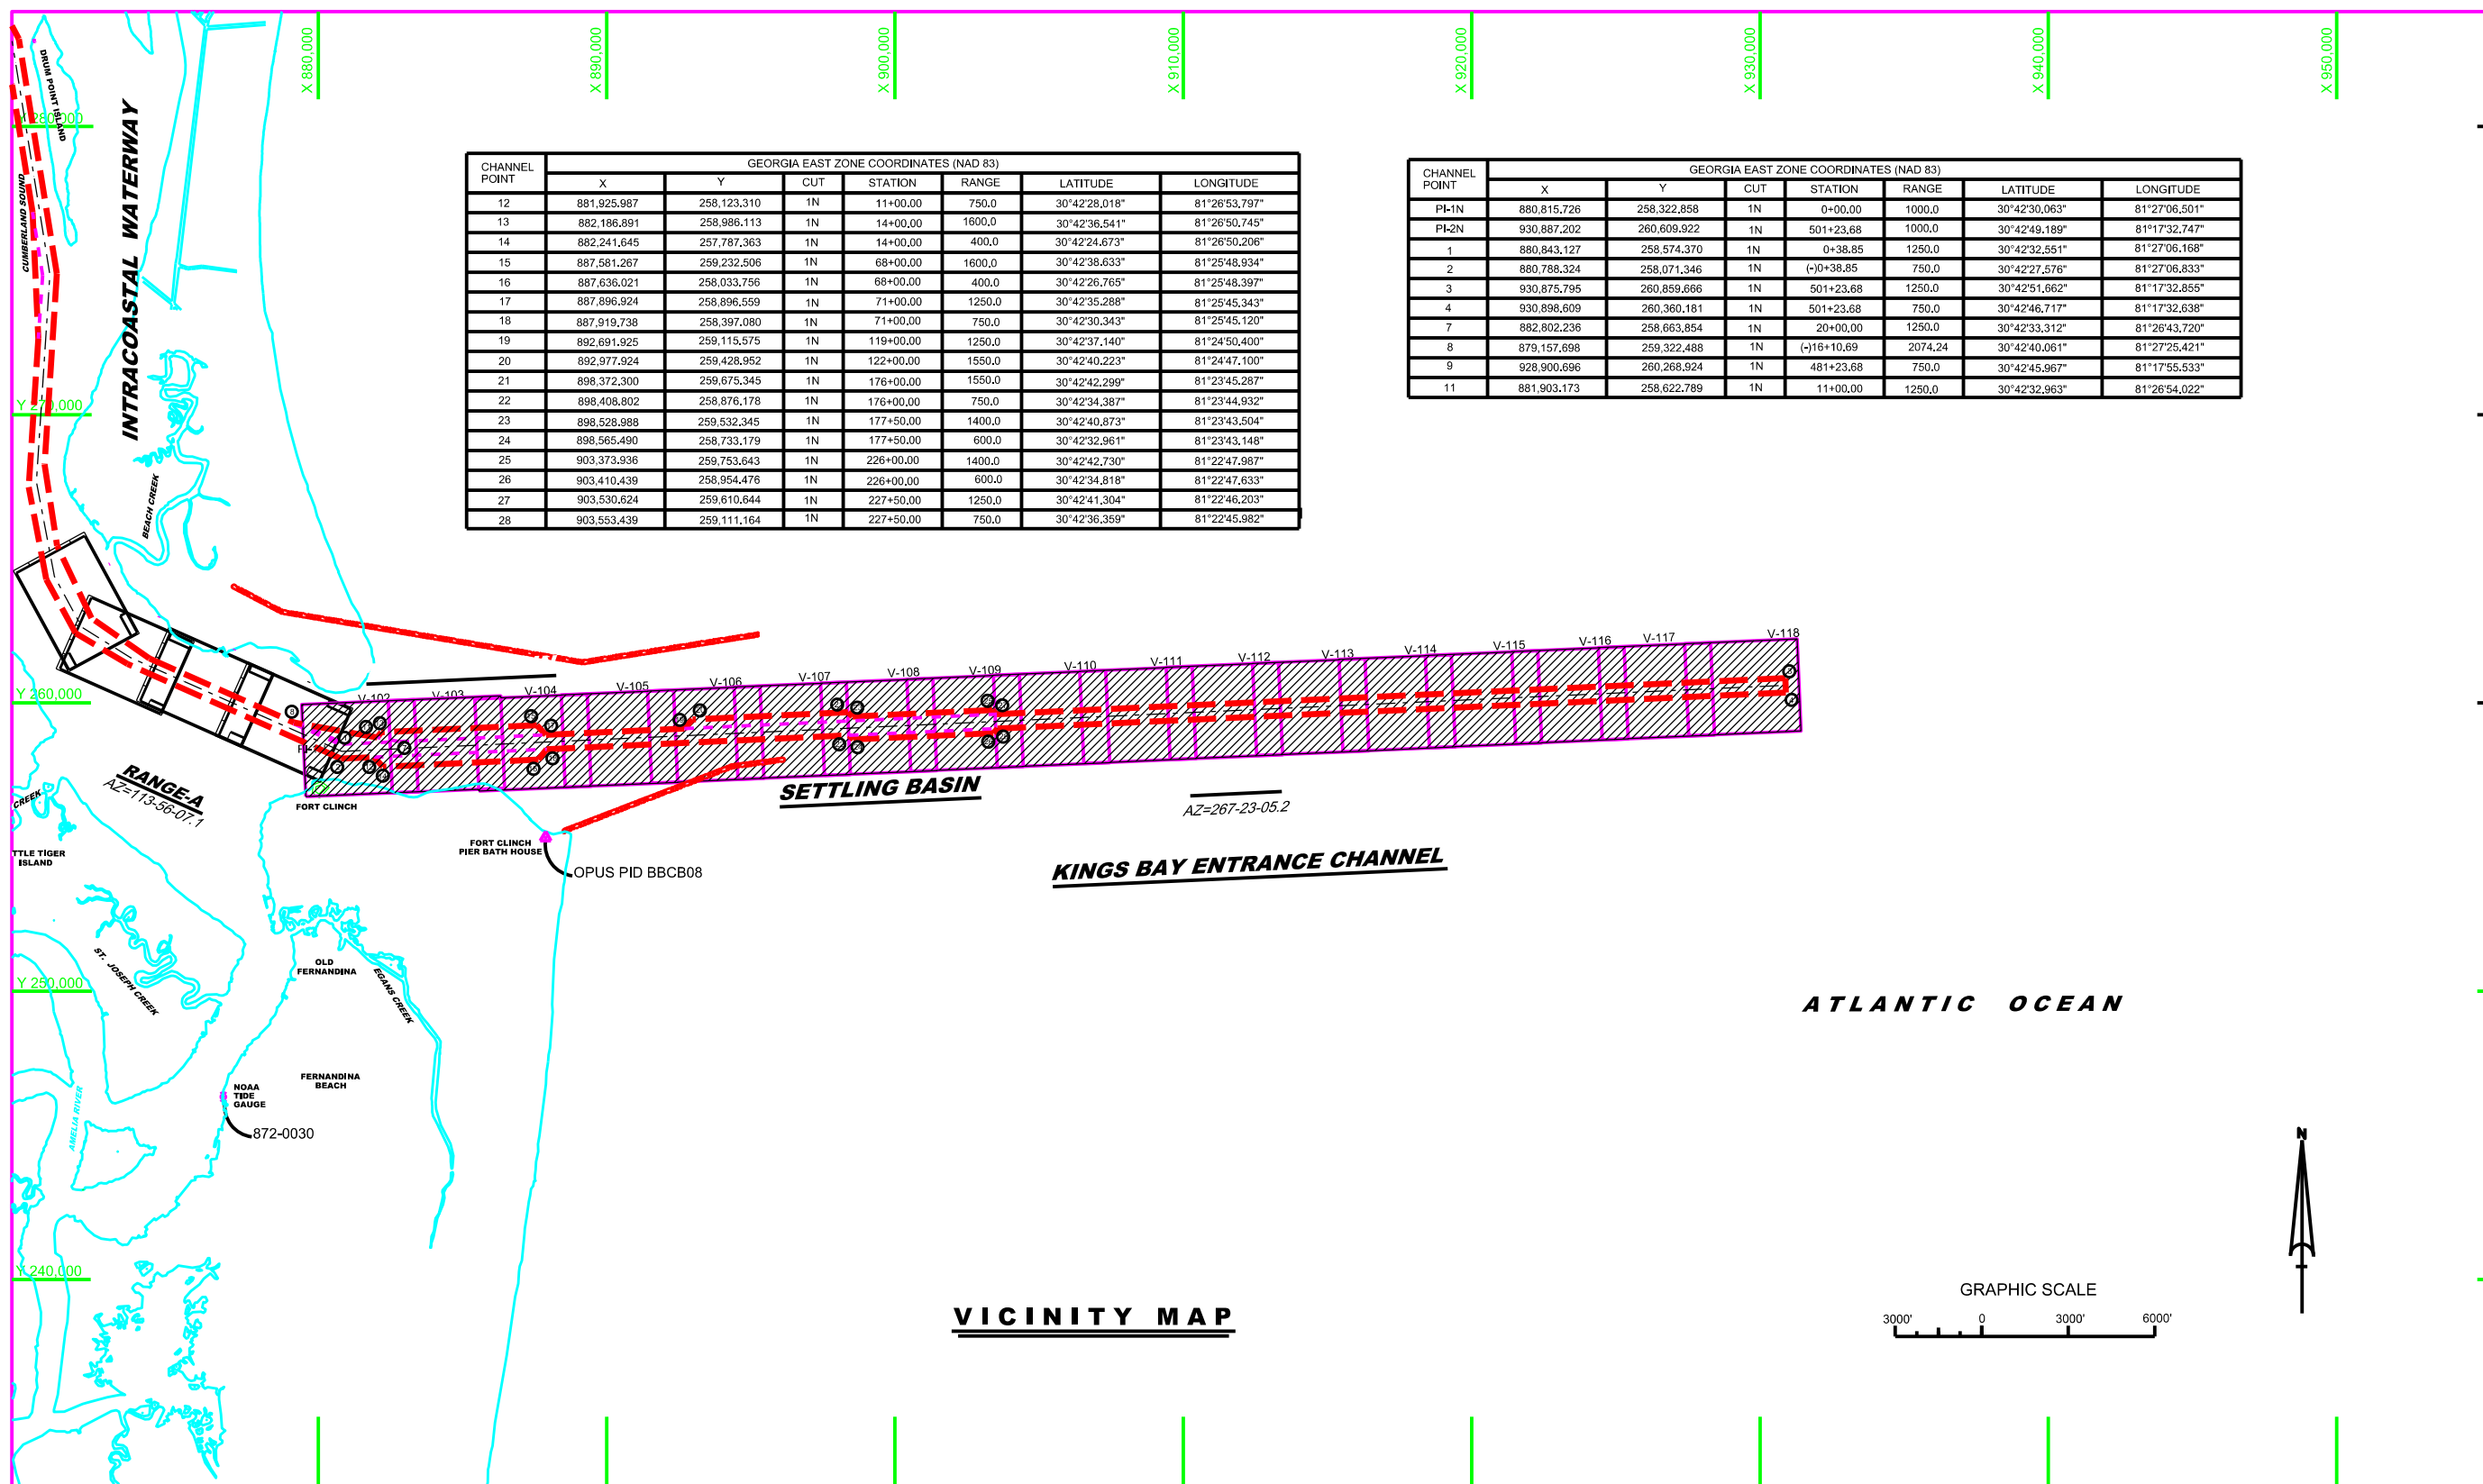 X 880,000
X 890,000
X 900,000
X 910,000
X 920,000
X 930,000
X 940,000
X 950,000
DRUM POINT ISLAND
Y 280,000
CUMBERLAND SOUND
INTRACOASTAL WATERWAY
CHANNEL POINT GEORGIA EAST ZONE COORDINATES (NAD 83)
X Y CUT STATION RANGE LATITUDE LONGITUDE
12 881,925.987 258,123.310 1N 11+00.00 750.0 30°42'28.018" 81°26'53.797"
13 882,186.891 258,986.113 1N 14+00.00 1600.0 30°42'36.541" 81°26'50.745"
14 882,241.645 257,787.363 1N 14+00.00 400.0 30°42'24.673" 81°26'50.206"
15 887,581.267 259,232.506 1N 68+00.00 1600.0 30°42'38.633" 81°25'48.934"
16 887,636.021 258,033.756 1N 68+00.00 400.0 30°42'26.765" 81°25'48.397"
17 887,896.924 258,896.559 1N 71+00.00 1250.0 30°42'35.288" 81°25'45.343"
18 887,919.738 258,397.080 1N 71+00.00 750.0 30°42'30.343" 81°25'45.120"
19 892,691.925 259,115.575 1N 119+00.00 1250.0 30°42'37.140" 81°24'50.400"
20 892,977.924 259,428.952 1N 122+00.00 1550.0 30°42'40.223" 81°24'47.100"
21 898,372.300 259,675.345 1N 176+00.00 1550.0 30°42'42.299" 81°23'45.287"
22 898,408.802 258,876.178 1N 176+00.00 750.0 30°42'34.387" 81°23'44.932"
23 898,528.988 259,532.345 1N 177+50.00 1400.0 30°42'40.873" 81°23'43.504"
24 898,565.490 258,733.179 1N 177+50.00 600.0 30°42'32.961" 81°23'43.148"
25 903,373.936 259,753.643 1N 226+00.00 1400.0 30°42'42.730" 81°22'47.987"
26 903,410.439 258,954.476 1N 226+00.00 600.0 30°42'34.818" 81°22'47.633"
27 903,530.624 259,610.644 1N 227+50.00 1250.0 30°42'41.304" 81°22'46.203"
28 903,553.439 259,111.164 1N 227+50.00 750.0 30°42'36.359" 81°22'45.982"
CHANNEL POINT GEORGIA EAST ZONE COORDINATES (NAD 83)
X Y CUT STATION RANGE LATITUDE LONGITUDE
PI-1N 880,815.726 258,322.858 1N 0+00.00 1000.0 30°42'30.063" 81°27'06.501"
PI-2N 930,887.202 260,609.922 1N 501+23.68 1000.0 30°42'49.189" 81°17'32.747"
1 880,843.127 258,574.370 1N 0+38.85 1250.0 30°42'32.551" 81°27'06.168"
2 880,788.324 258,071.346 1N (-)0+38.85 750.0 30°42'27.576" 81°27'06.833"
3 930,875.795 260,859.666 1N 501+23.68 1250.0 30°42'51.662" 81°17'32.855"
4 930,898.609 260,360.181 1N 501+23.68 750.0 30°42'46.717" 81°17'32.638"
7 882,802.236 258,663.854 1N 20+00.00 1250.0 30°42'33.312" 81°26'43.720"
8 879,157.698 259,322.488 1N (-)16+10.69 2074.24 30°42'40.061" 81°27'25.421"
9 928,900.696 260,268.924 1N 481+23.68 750.0 30°42'45.967" 81°17'55.533"
11 881,903.173 258,622.789 1N 11+00.00 1250.0 30°42'32.963" 81°26'54.022"
Y 270,000
BEACH CREEK
Y 260,000
V-102
V-103
V-104
V-105
V-106
V-107
V-108
V-109
V-110
V-111
V-112
V-113
V-114
V-115
V-116
V-117
V-118
RANGE-A
AZ=113-56-07.1
CREEK
FORT CLINCH
SETTLING BASIN
AZ=267-23-05.2
FORT CLINCH
PIER BATH HOUSE
OPUS PID BBCB08
KINGS BAY ENTRANCE CHANNEL
TTLE TIGER
ISLAND
ST. JOSEPH CREEK
OLD
FERNANDINA
EGANS CREEK
Y 250,000
ATLANTIC OCEAN
FERNANDINA
BEACH
NOAA
TIDE
GAUGE
872-0030
AMELIA RIVER
Y 240,000
VICINITY MAP
N
GRAPHIC SCALE
3000' 0 3000' 6000'